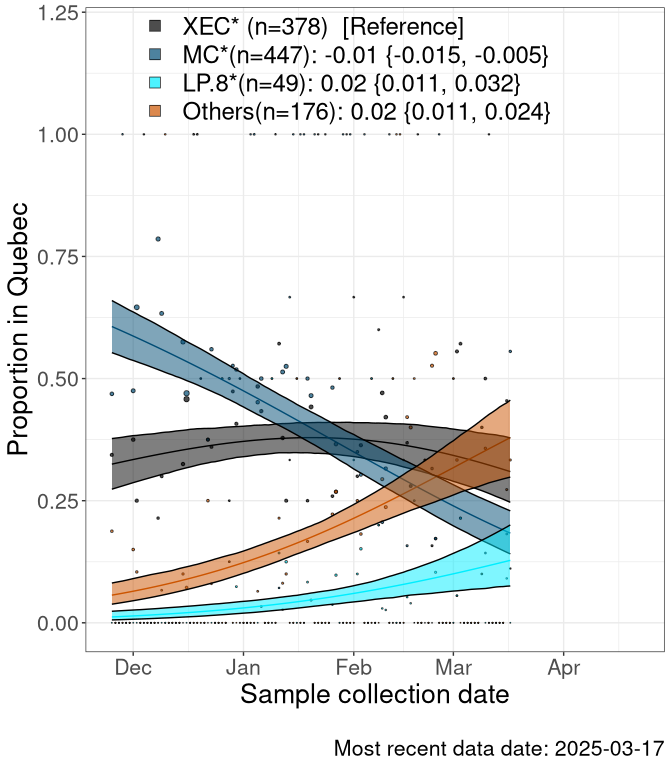 XEC* (n=378)  [Reference]
MC*(n=447): -0.01 {-0.015, -0.005}
LP.8*(n=49): 0.02 {0.011, 0.032}
Others(n=176): 0.02 {0.011, 0.024}
1.25
1.00
0.75
0.50
0.25
0.00
Proportion in Quebec
Dec Jan Feb Mar Apr
Sample collection date
Most recent data date: 2025-03-17